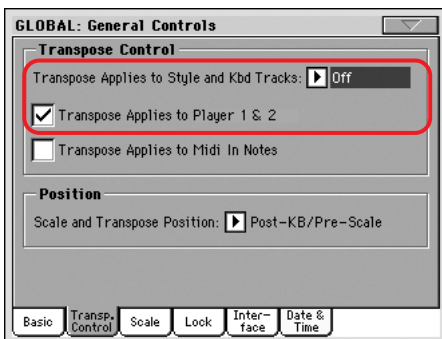 GLOBAL: General Controls
Transpose Control
Transpose Applies to Style and Kbd Tracks: Off
Transpose Applies to Player 1 & 2
Transpose Applies to Midi In Notes
Position
Scale and Transpose Position: Post-KB/Pre-Scale
Basic
Transp.
Control
Scale
Lock
Inter-
face
Date &
Time